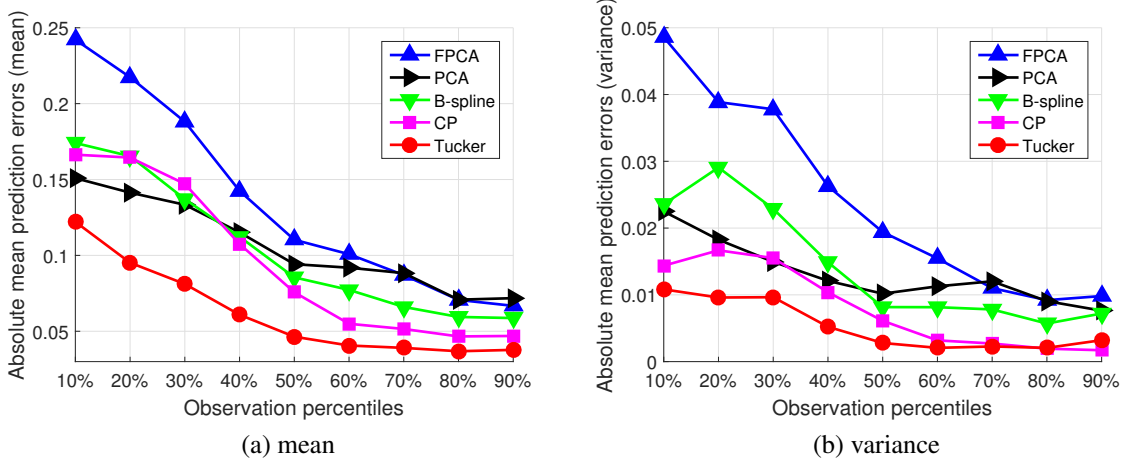 Absolute mean prediction errors (mean)
0.25
0.2
0.15
0.1
0.05
10% 20% 30% 40% 50% 60% 70% 80% 90%
Observation percentiles
FPCA
PCA
B-spline
CP
Tucker
(a) mean
Absolute mean prediction errors (variance)
0.05
0.04
0.03
0.02
0.01
0
10% 20% 30% 40% 50% 60% 70% 80% 90%
Observation percentiles
FPCA
PCA
B-spline
CP
Tucker
(b) variance